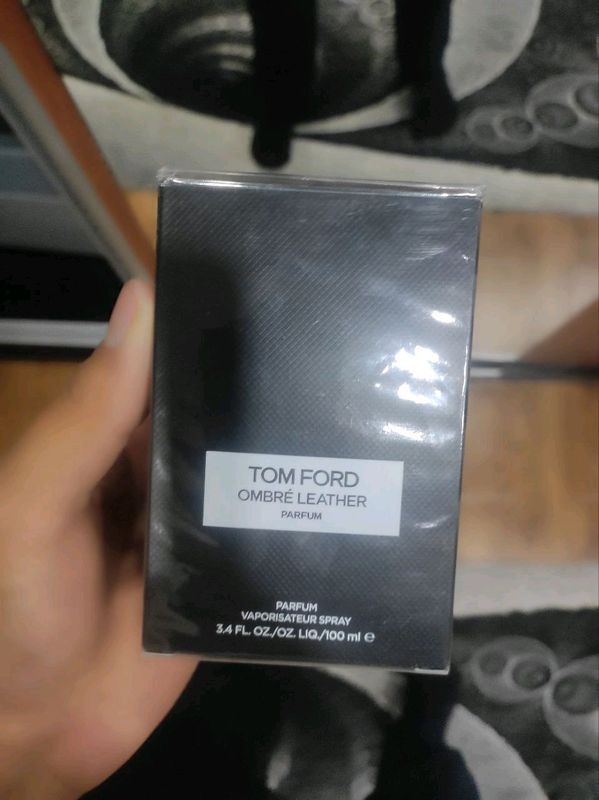 TOM FORD
OMBRÉ LEATHER
PARFUM
PARFUM
VAPORISATEUR SPRAY
3.4 FL. OZ./OZ. LIQ./100 ml ℮